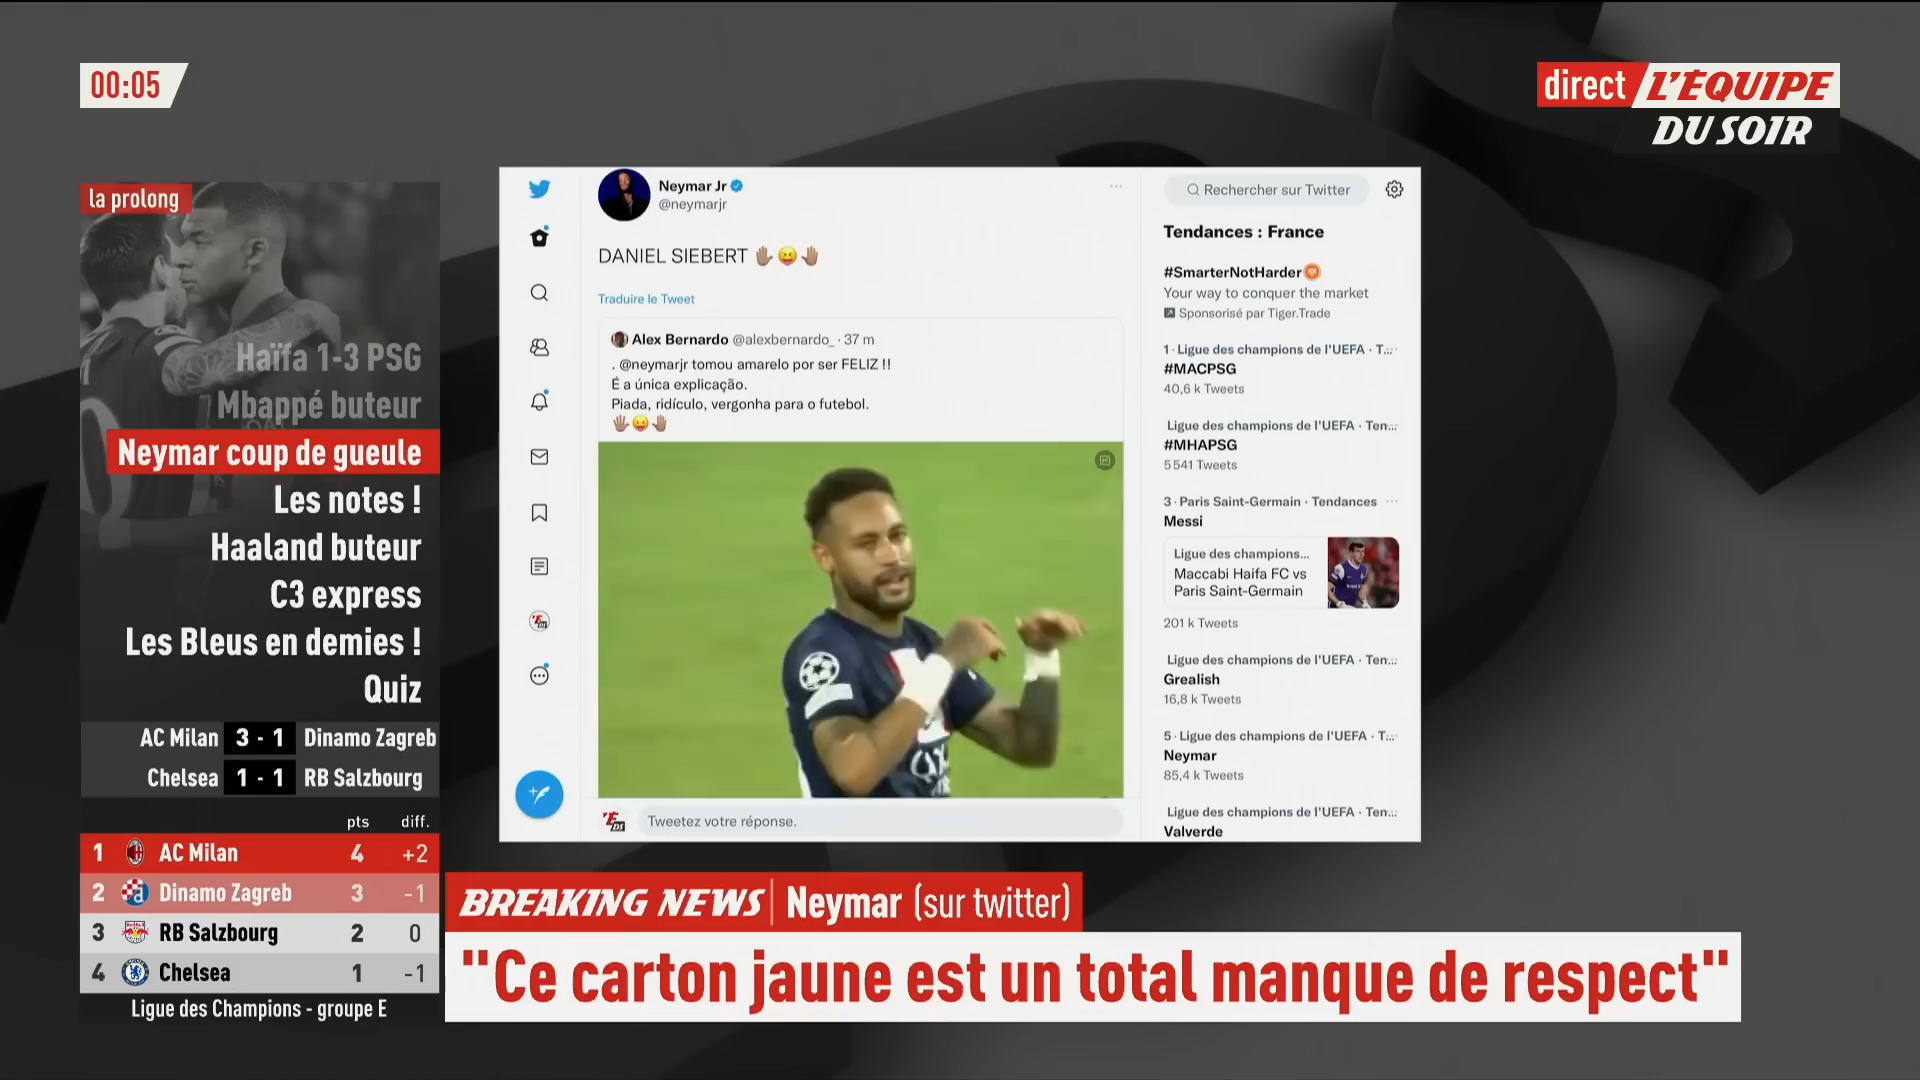 00:05
direct L'ÉQUIPE
DU SOIR
la prolong
Haïfa 1-3 PSG
Mbappé buteur
Neymar coup de gueule
Les notes !
Haaland buteur
C3 express
Les Bleus en demies !
Quiz
AC Milan 3 - 1 Dinamo Zagreb
Chelsea 1 - 1 RB Salzbourg
pts diff.
1 AC Milan 4 +2
2 Dinamo Zagreb 3 -1
3 RB Salzbourg 2 0
4 Chelsea 1 -1
Ligue des Champions - groupe E
Neymar Jr
@neymarjr
DANIEL SIEBERT 🖐🏽😝🤚🏽
Traduire le Tweet
Alex Bernardo @alexbernardo_ · 37 m
. @neymarjr tomou amarelo por ser FELIZ !!
É a única explicação.
Piada, ridículo, vergonha para o futebol.
🖐🏽😝🤚🏽
Tweetez votre réponse.
Rechercher sur Twitter
Tendances : France
#SmarterNotHarder
Your way to conquer the market
Sponsorisé par Tiger.Trade
1 · Ligue des champions de l'UEFA · T...
#MACPSG
40,6 k Tweets
Ligue des champions de l'UEFA · Ten...
#MHAPSG
5 541 Tweets
3 · Paris Saint-Germain · Tendances
Messi
Ligue des champions...
Maccabi Haifa FC vs
Paris Saint-Germain
201 k Tweets
Ligue des champions de l'UEFA · Ten...
Grealish
16,8 k Tweets
5 · Ligue des champions de l'UEFA · T...
Neymar
85,4 k Tweets
Ligue des champions de l'UEFA · Ten...
Valverde
BREAKING NEWS | Neymar (sur twitter)
"Ce carton jaune est un total manque de respect"